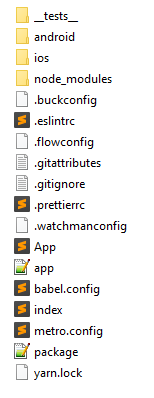 __tests__
android
ios
node_modules
.buckconfig
.eslintrc
.flowconfig
.gitattributes
.gitignore
.prettierrc
.watchmanconfig
App
app
babel.config
index
metro.config
package
yarn.lock